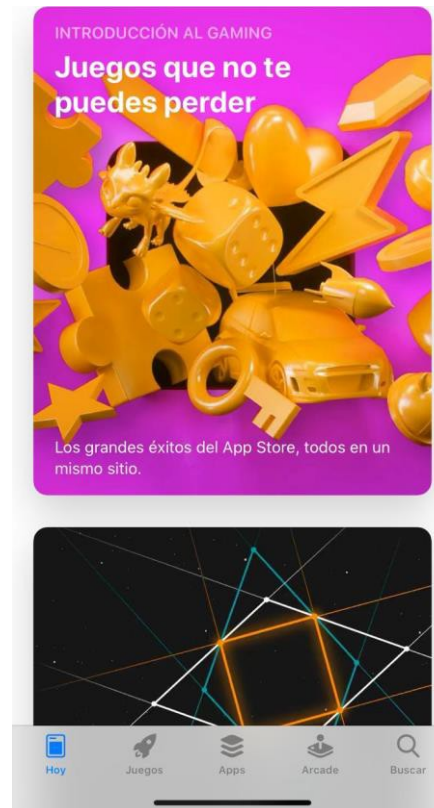 INTRODUCCIÓN AL GAMING
Juegos que no te
puedes perder
Los grandes éxitos del App Store, todos en un
mismo sitio.
Hoy
Juegos
Apps
Arcade
Buscar